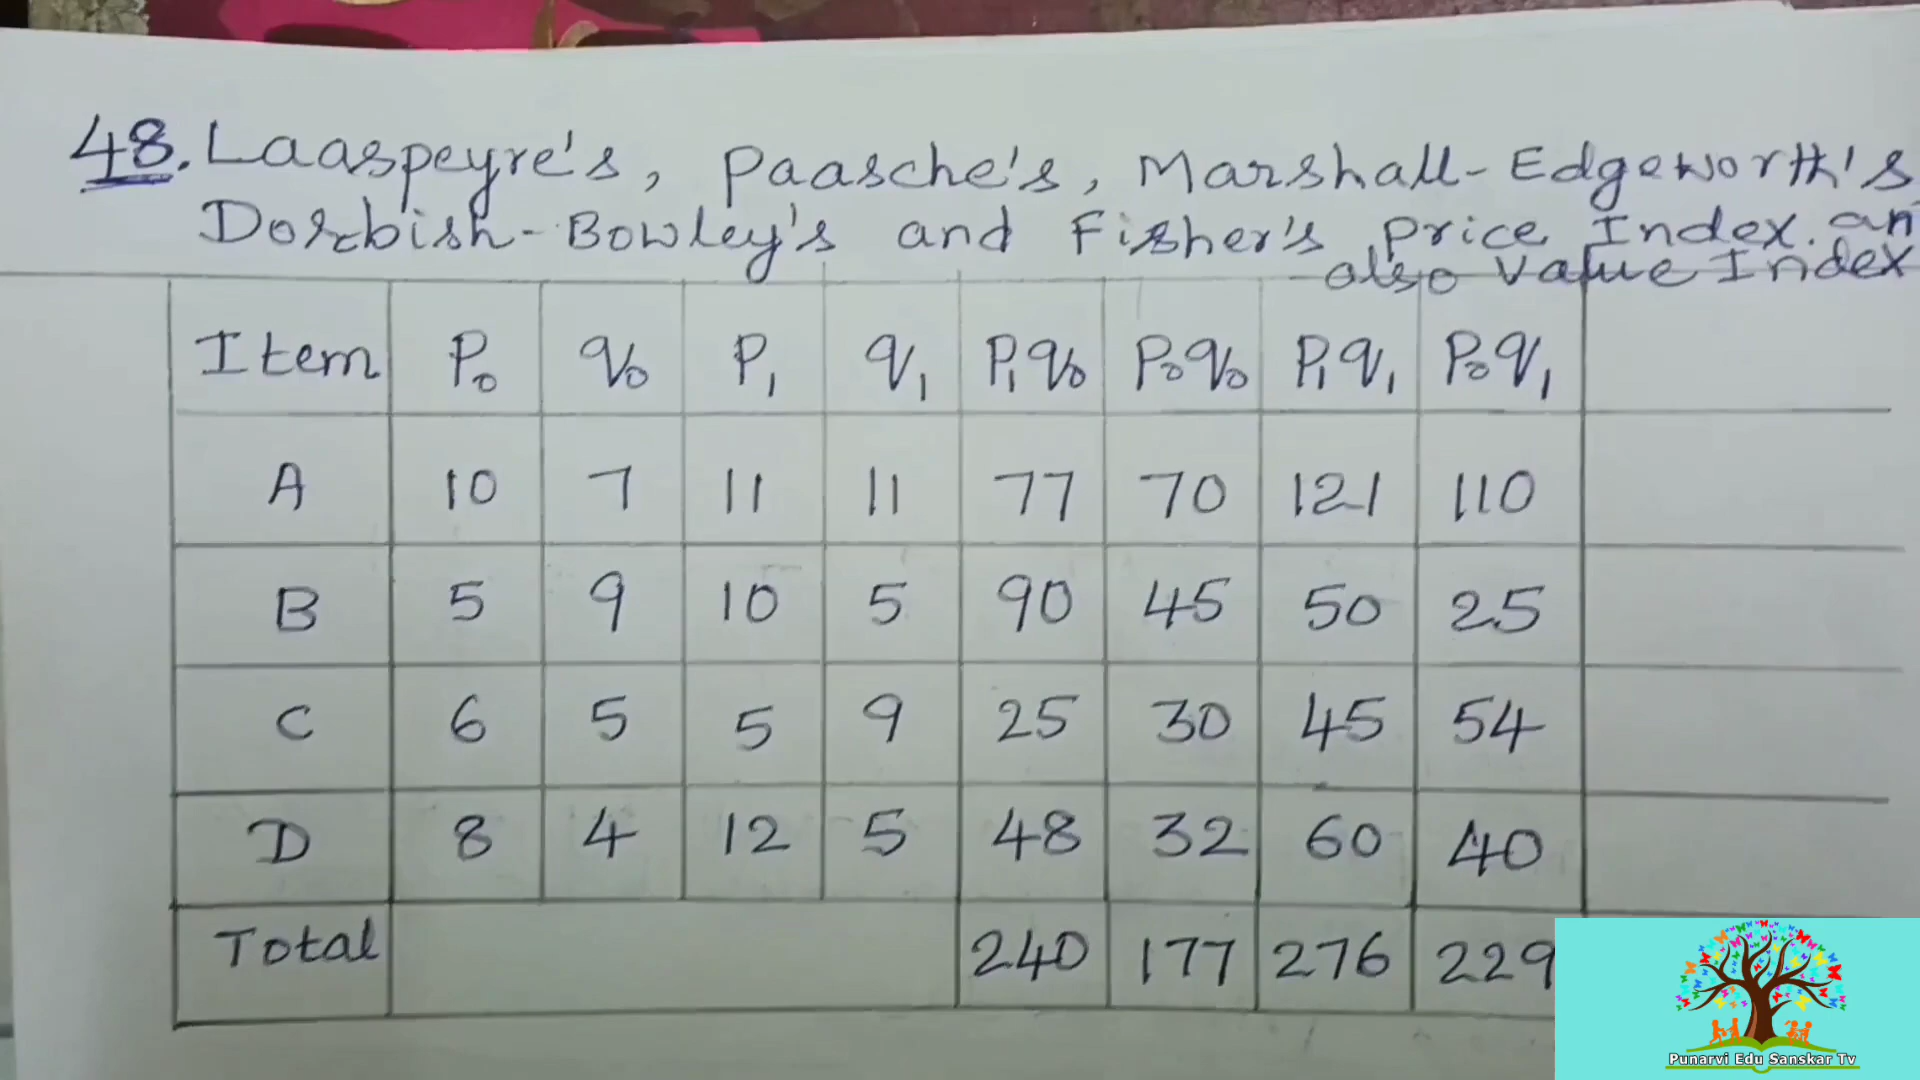 48. Laaspeyre's, Paasche's, Marshall-Edgeworth's
Dorbish-Bowley's and Fisher's Price Index. an
also Value Index
Item P₀ q₀ P₁ q₁ P₁q₀ P₀q₀ P₁q₁ P₀q₁
A 10 7 11 11 77 70 121 110
B 5 9 10 5 90 45 50 25
C 6 5 5 9 25 30 45 54
D 8 4 12 5 48 32 60 40
Total 240 177 276 229
Punarvi Edu Sanskar Tv